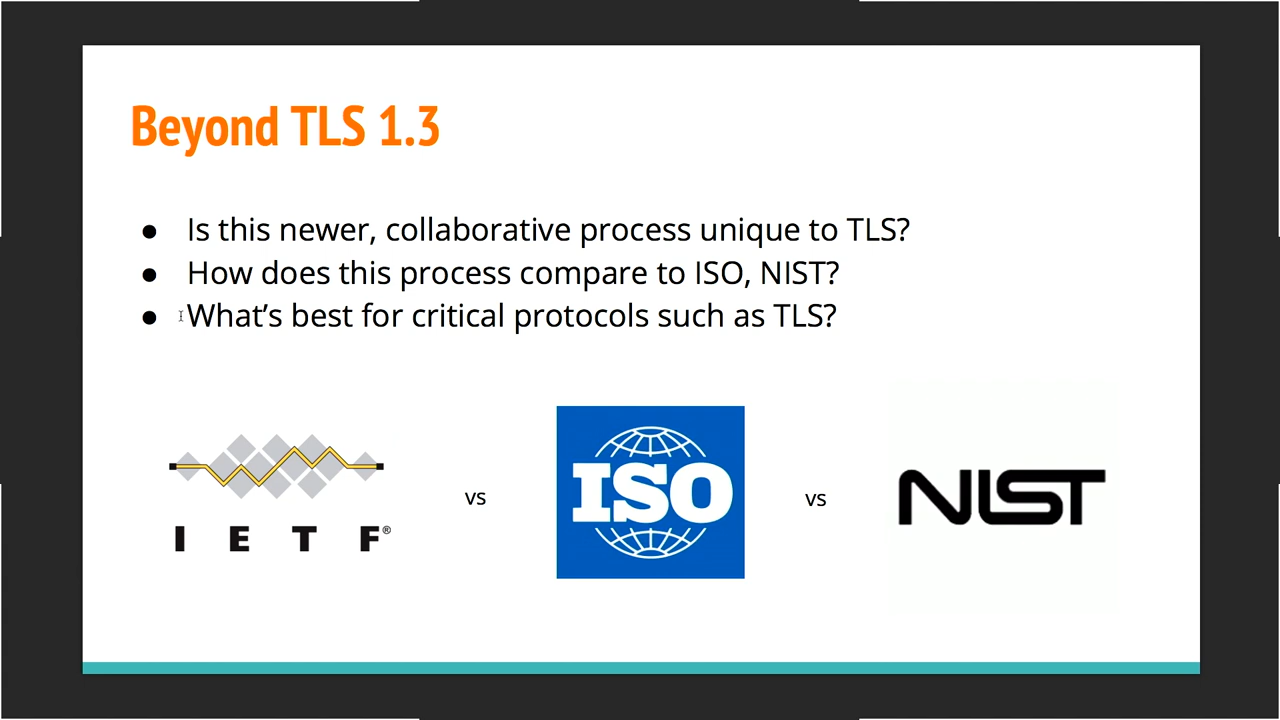 Beyond TLS 1.3
● Is this newer, collaborative process unique to TLS?
● How does this process compare to ISO, NIST?
● What’s best for critical protocols such as TLS?
IETF®
vs
ISO
vs
NIST